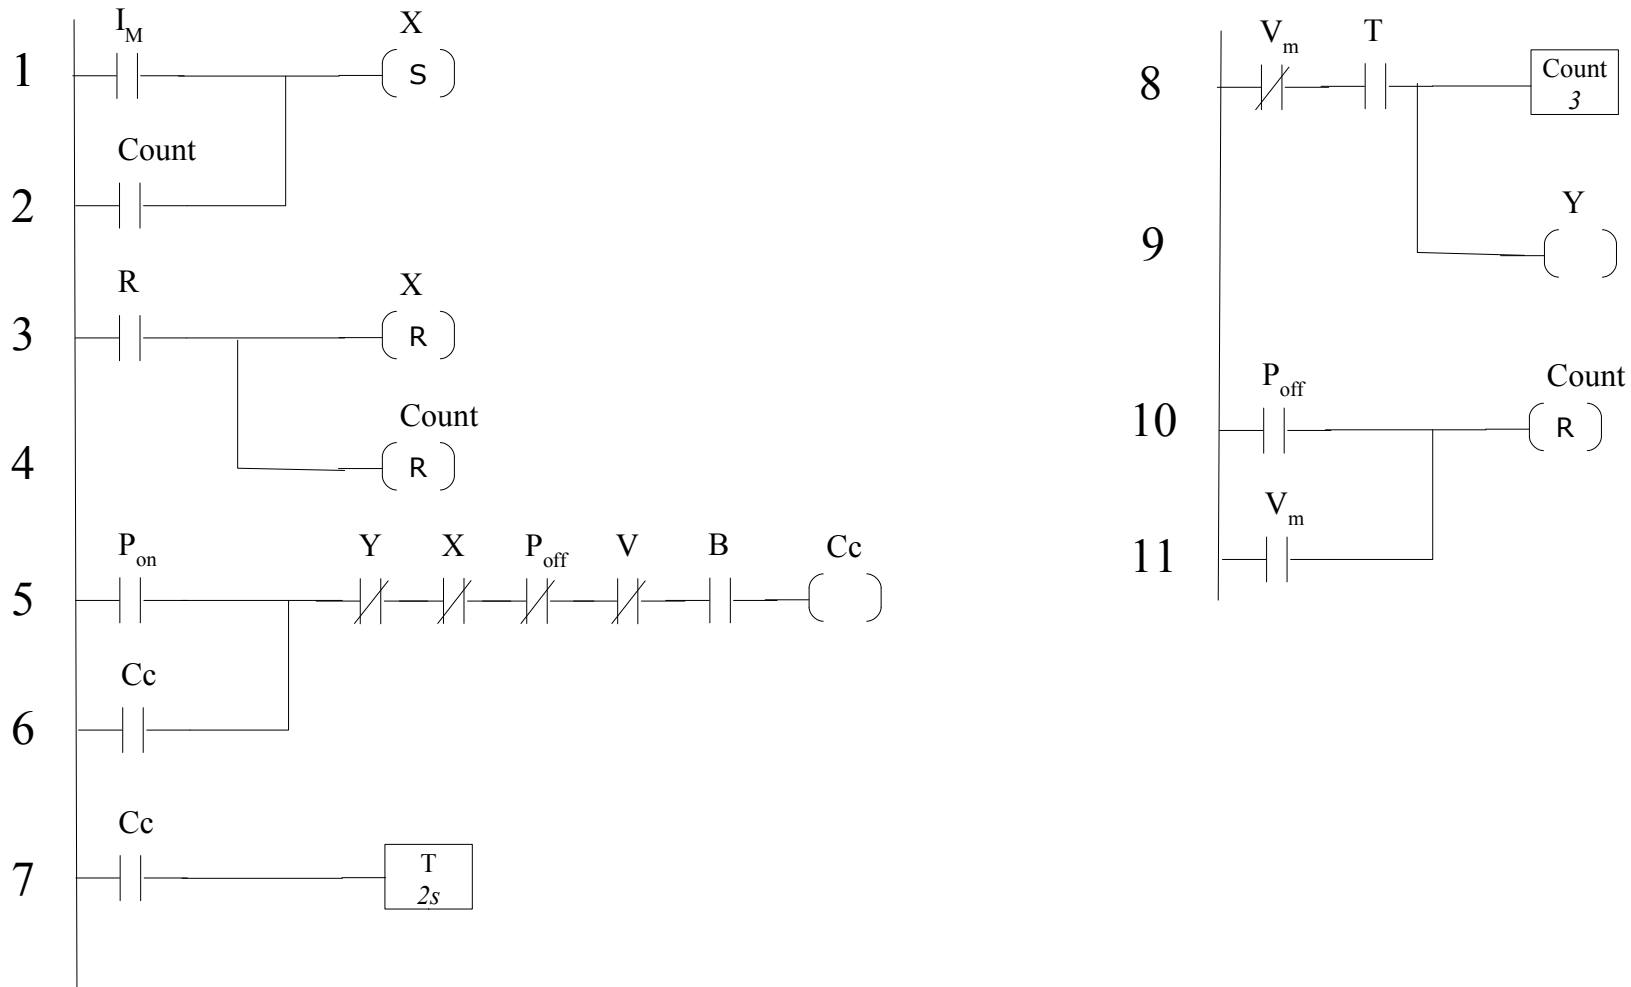 I_M X
1 S
Count
2
R X
3 R
Count
4 R
P_on Y X P_off V B Cc
5
Cc
6
Cc
7 T
2s
V_m T
8 Count
3
Y
9
P_off Count
10 R
V_m
11